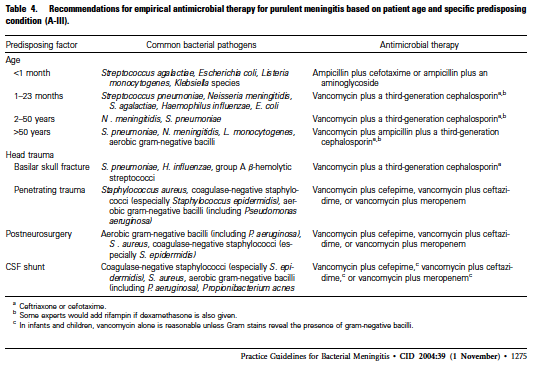 Table 4. Recommendations for empirical antimicrobial therapy for purulent meningitis based on patient age and specific predisposing
condition (A-III).
Predisposing factor Common bacterial pathogens Antimicrobial therapy
Age
<1 month Streptococcus agalactiae, Escherichia coli, Listeria Ampicillin plus cefotaxime or ampicillin plus an
monocytogenes, Klebsiella species aminoglycoside
1–23 months Streptococcus pneumoniae, Neisseria meningitidis, Vancomycin plus a third-generation cephalosporin^a,b
S. agalactiae, Haemophilus influenzae, E. coli
2–50 years N. meningitidis, S. pneumoniae Vancomycin plus a third-generation cephalosporin^a,b
>50 years S. pneumoniae, N. meningitidis, L. monocytogenes, Vancomycin plus ampicillin plus a third-generation
aerobic gram-negative bacilli cephalosporin^a,b
Head trauma
Basilar skull fracture S. pneumoniae, H. influenzae, group A β-hemolytic Vancomycin plus a third-generation cephalosporin^a
streptococci
Penetrating trauma Staphylococcus aureus, coagulase-negative staphylo- Vancomycin plus cefepime, vancomycin plus ceftazi-
cocci (especially Staphylococcus epidermidis), aer- dime, or vancomycin plus meropenem
obic gram-negative bacilli (including Pseudomonas
aeruginosa)
Postneurosurgery Aerobic gram-negative bacilli (including P. aeruginosa), Vancomycin plus cefepime, vancomycin plus ceftazi-
S. aureus, coagulase-negative staphylococci (es- dime, or vancomycin plus meropenem
pecially S. epidermidis)
CSF shunt Coagulase-negative staphylococci (especially S. epi- Vancomycin plus cefepime,^c vancomycin plus ceftazi-
dermidis), S. aureus, aerobic gram-negative bacilli dime,^c or vancomycin plus meropenem^c
(including P. aeruginosa), Propionibacterium acnes
^a Ceftriaxone or cefotaxime.
^b Some experts would add rifampin if dexamethasone is also given.
^c In infants and children, vancomycin alone is reasonable unless Gram stains reveal the presence of gram-negative bacilli.
Practice Guidelines for Bacterial Meningitis • CID 2004:39 (1 November) • 1275